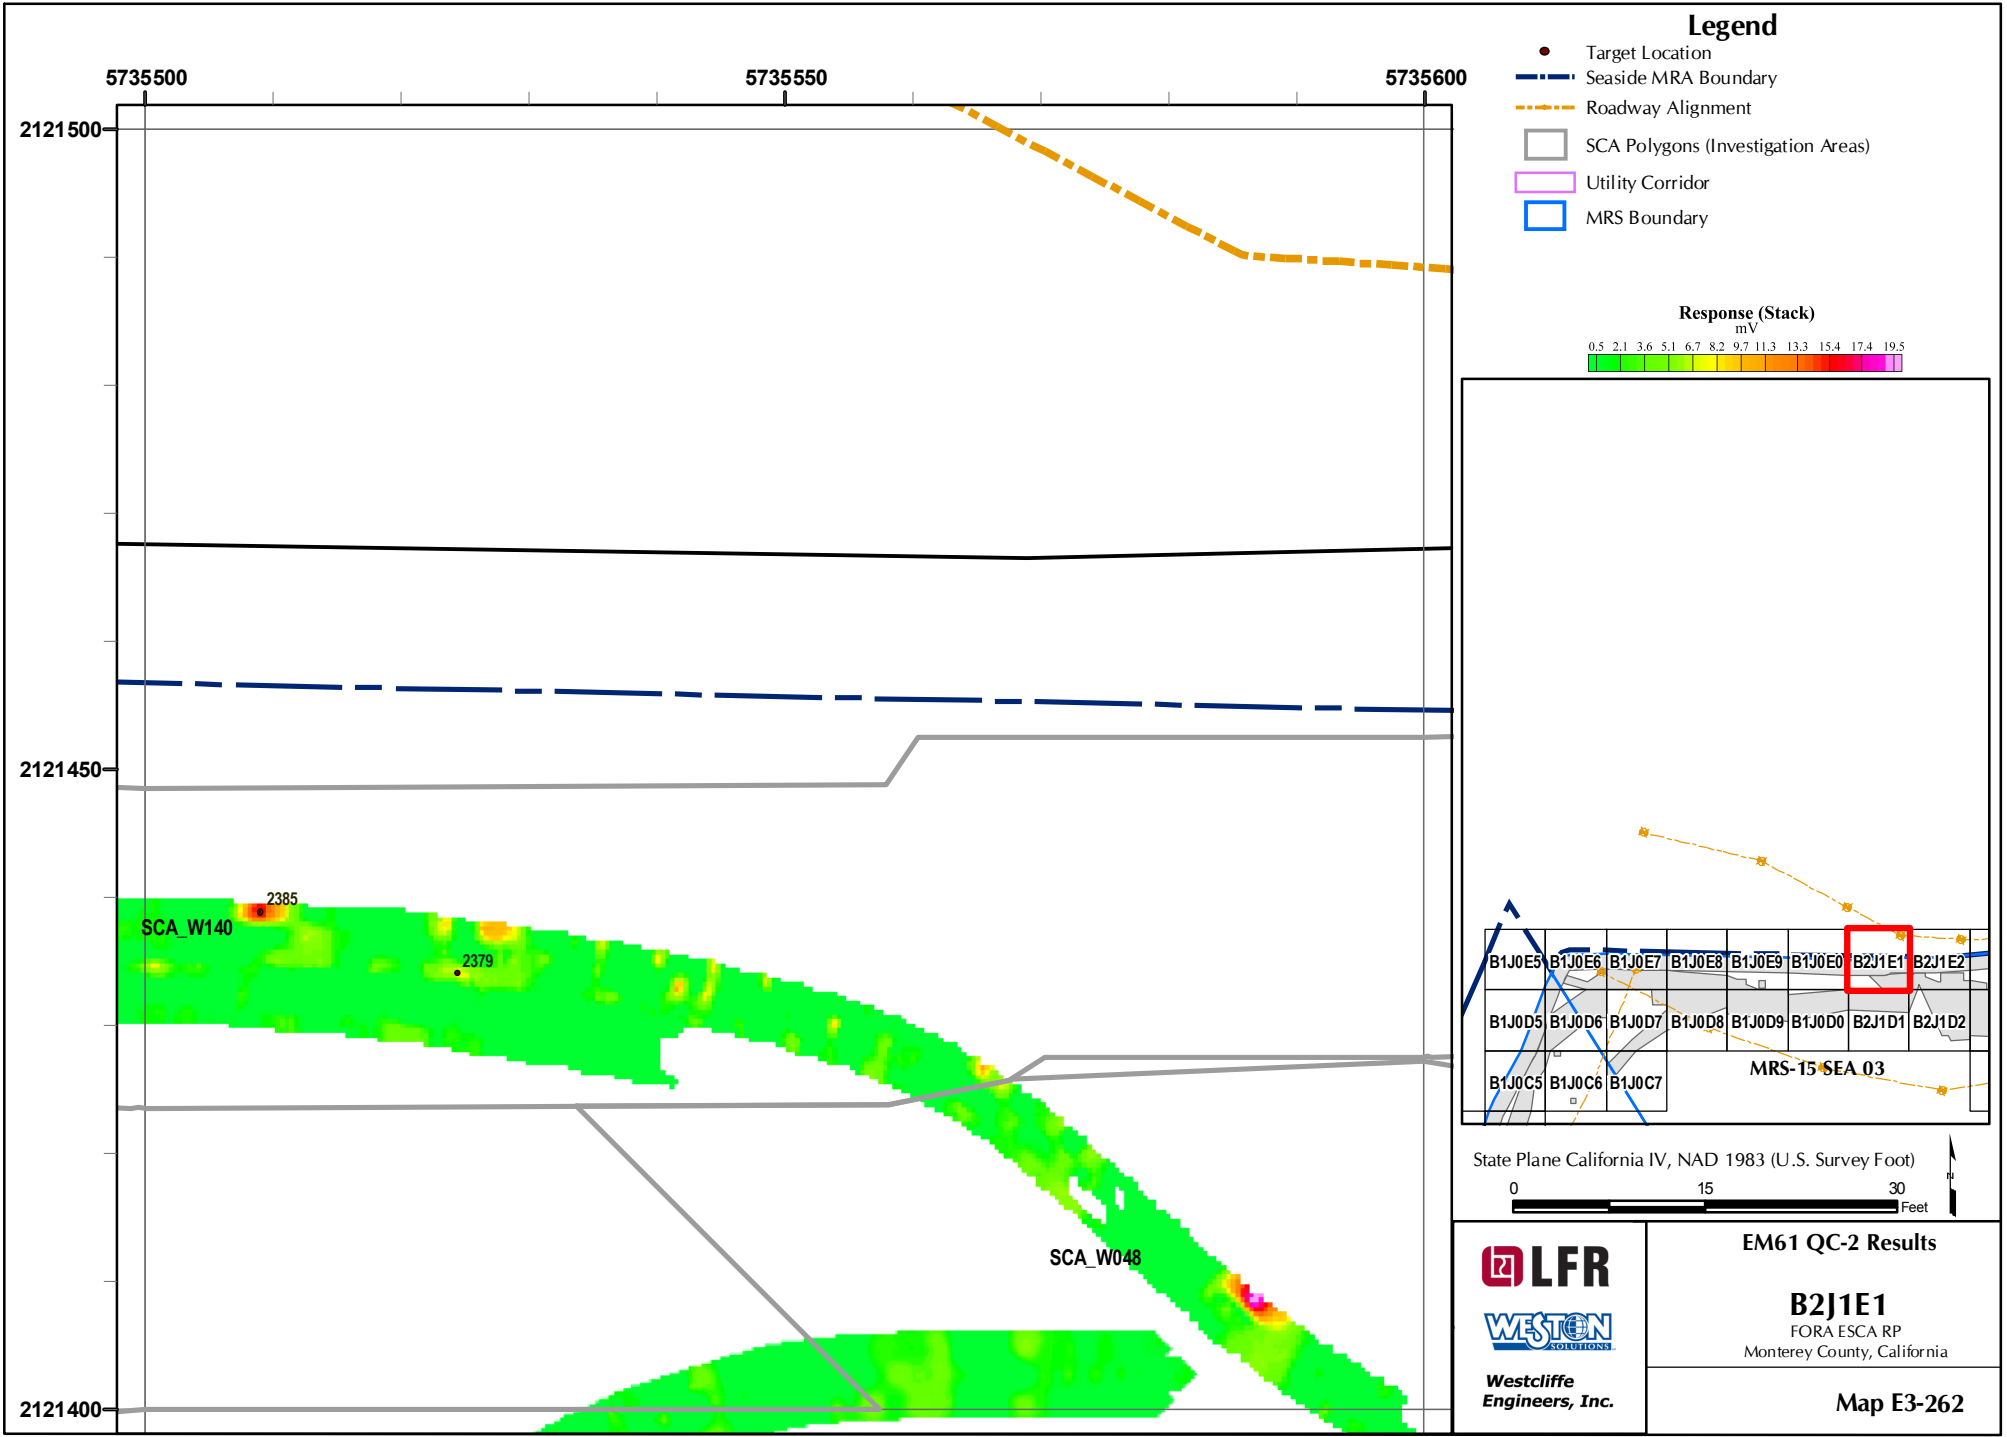 Legend
Target Location
Seaside MRA Boundary
Roadway Alignment
SCA Polygons (Investigation Areas)
Utility Corridor
MRS Boundary
5735500 5735550 5735600
2121500
2121450
2121400
Response (Stack)
mV
0.5 2.1 3.6 5.1 6.7 8.2 9.7 11.3 13.3 15.4 17.4 19.5
2385
SCA_W140
2379
SCA_W048
B1J0E5 B1J0E6 B1J0E7 B1J0E8 B1J0E9 B1J0E0 B2J1E1 B2J1E2
B1J0D5 B1J0D6 B1J0D7 B1J0D8 B1J0D9 B1J0D0 B2J1D1 B2J1D2
MRS-15 SEA 03
B1J0C5 B1J0C6 B1J0C7
State Plane California IV, NAD 1983 (U.S. Survey Foot)
N
0 15 30
Feet
LFR
WESTON
SOLUTIONS
Westcliffe
Engineers, Inc.
EM61 QC-2 Results
B2J1E1
FORA ESCA RP
Monterey County, California
Map E3-262